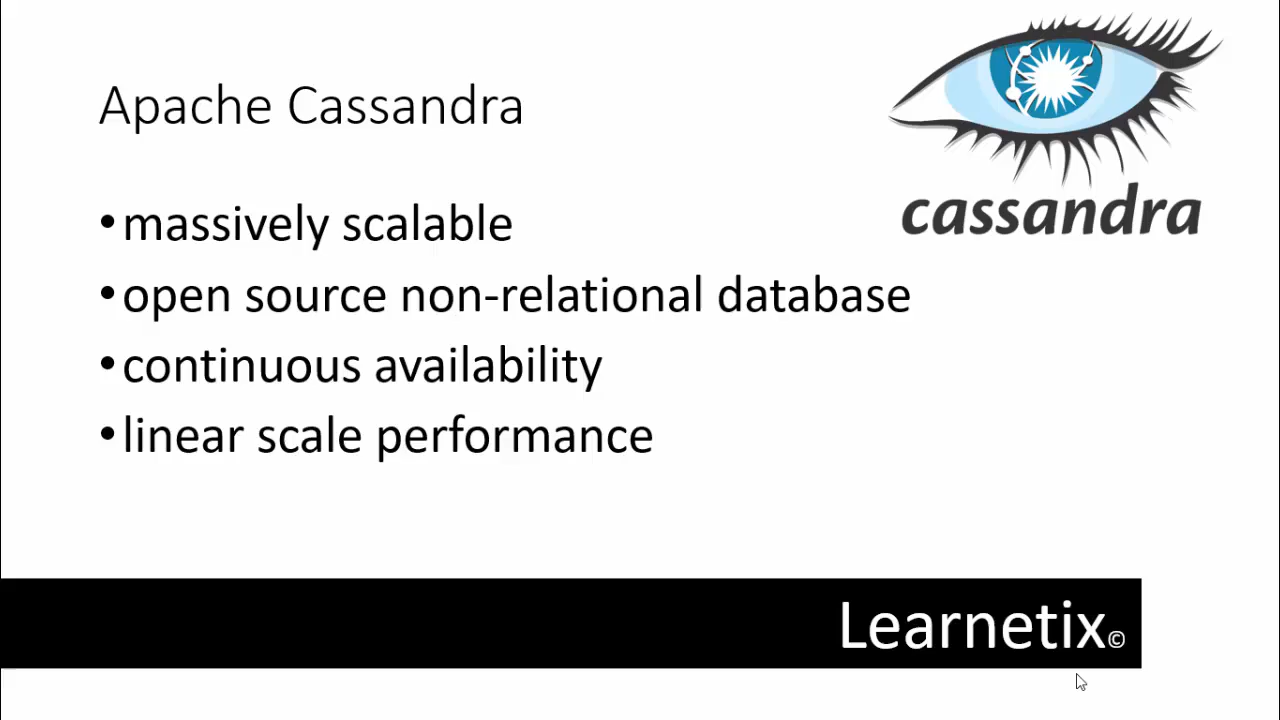 Apache Cassandra
cassandra
•massively scalable
•open source non-relational database
•continuous availability
•linear scale performance
Learnetix©